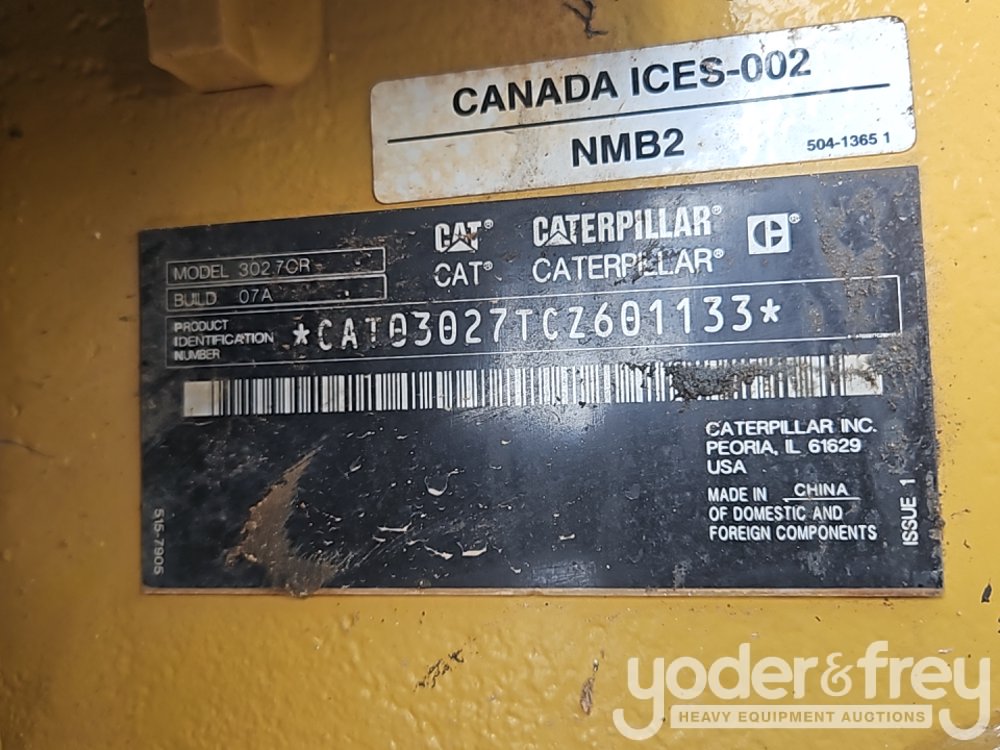 CANADA ICES-002
NMB2
504-1365 1
CAT® CATERPILLAR®
CAT® CATERPILLAR®
MODEL 302.7CR
BUILD 07A
PRODUCT
IDENTIFICATION
NUMBER
*CAT03027TCZ601133*
CATERPILLAR INC.
PEORIA, IL 61629
USA
MADE IN CHINA
OF DOMESTIC AND
FOREIGN COMPONENTS
ISSUE 1
515-7905
yoder&frey
HEAVY EQUIPMENT AUCTIONS